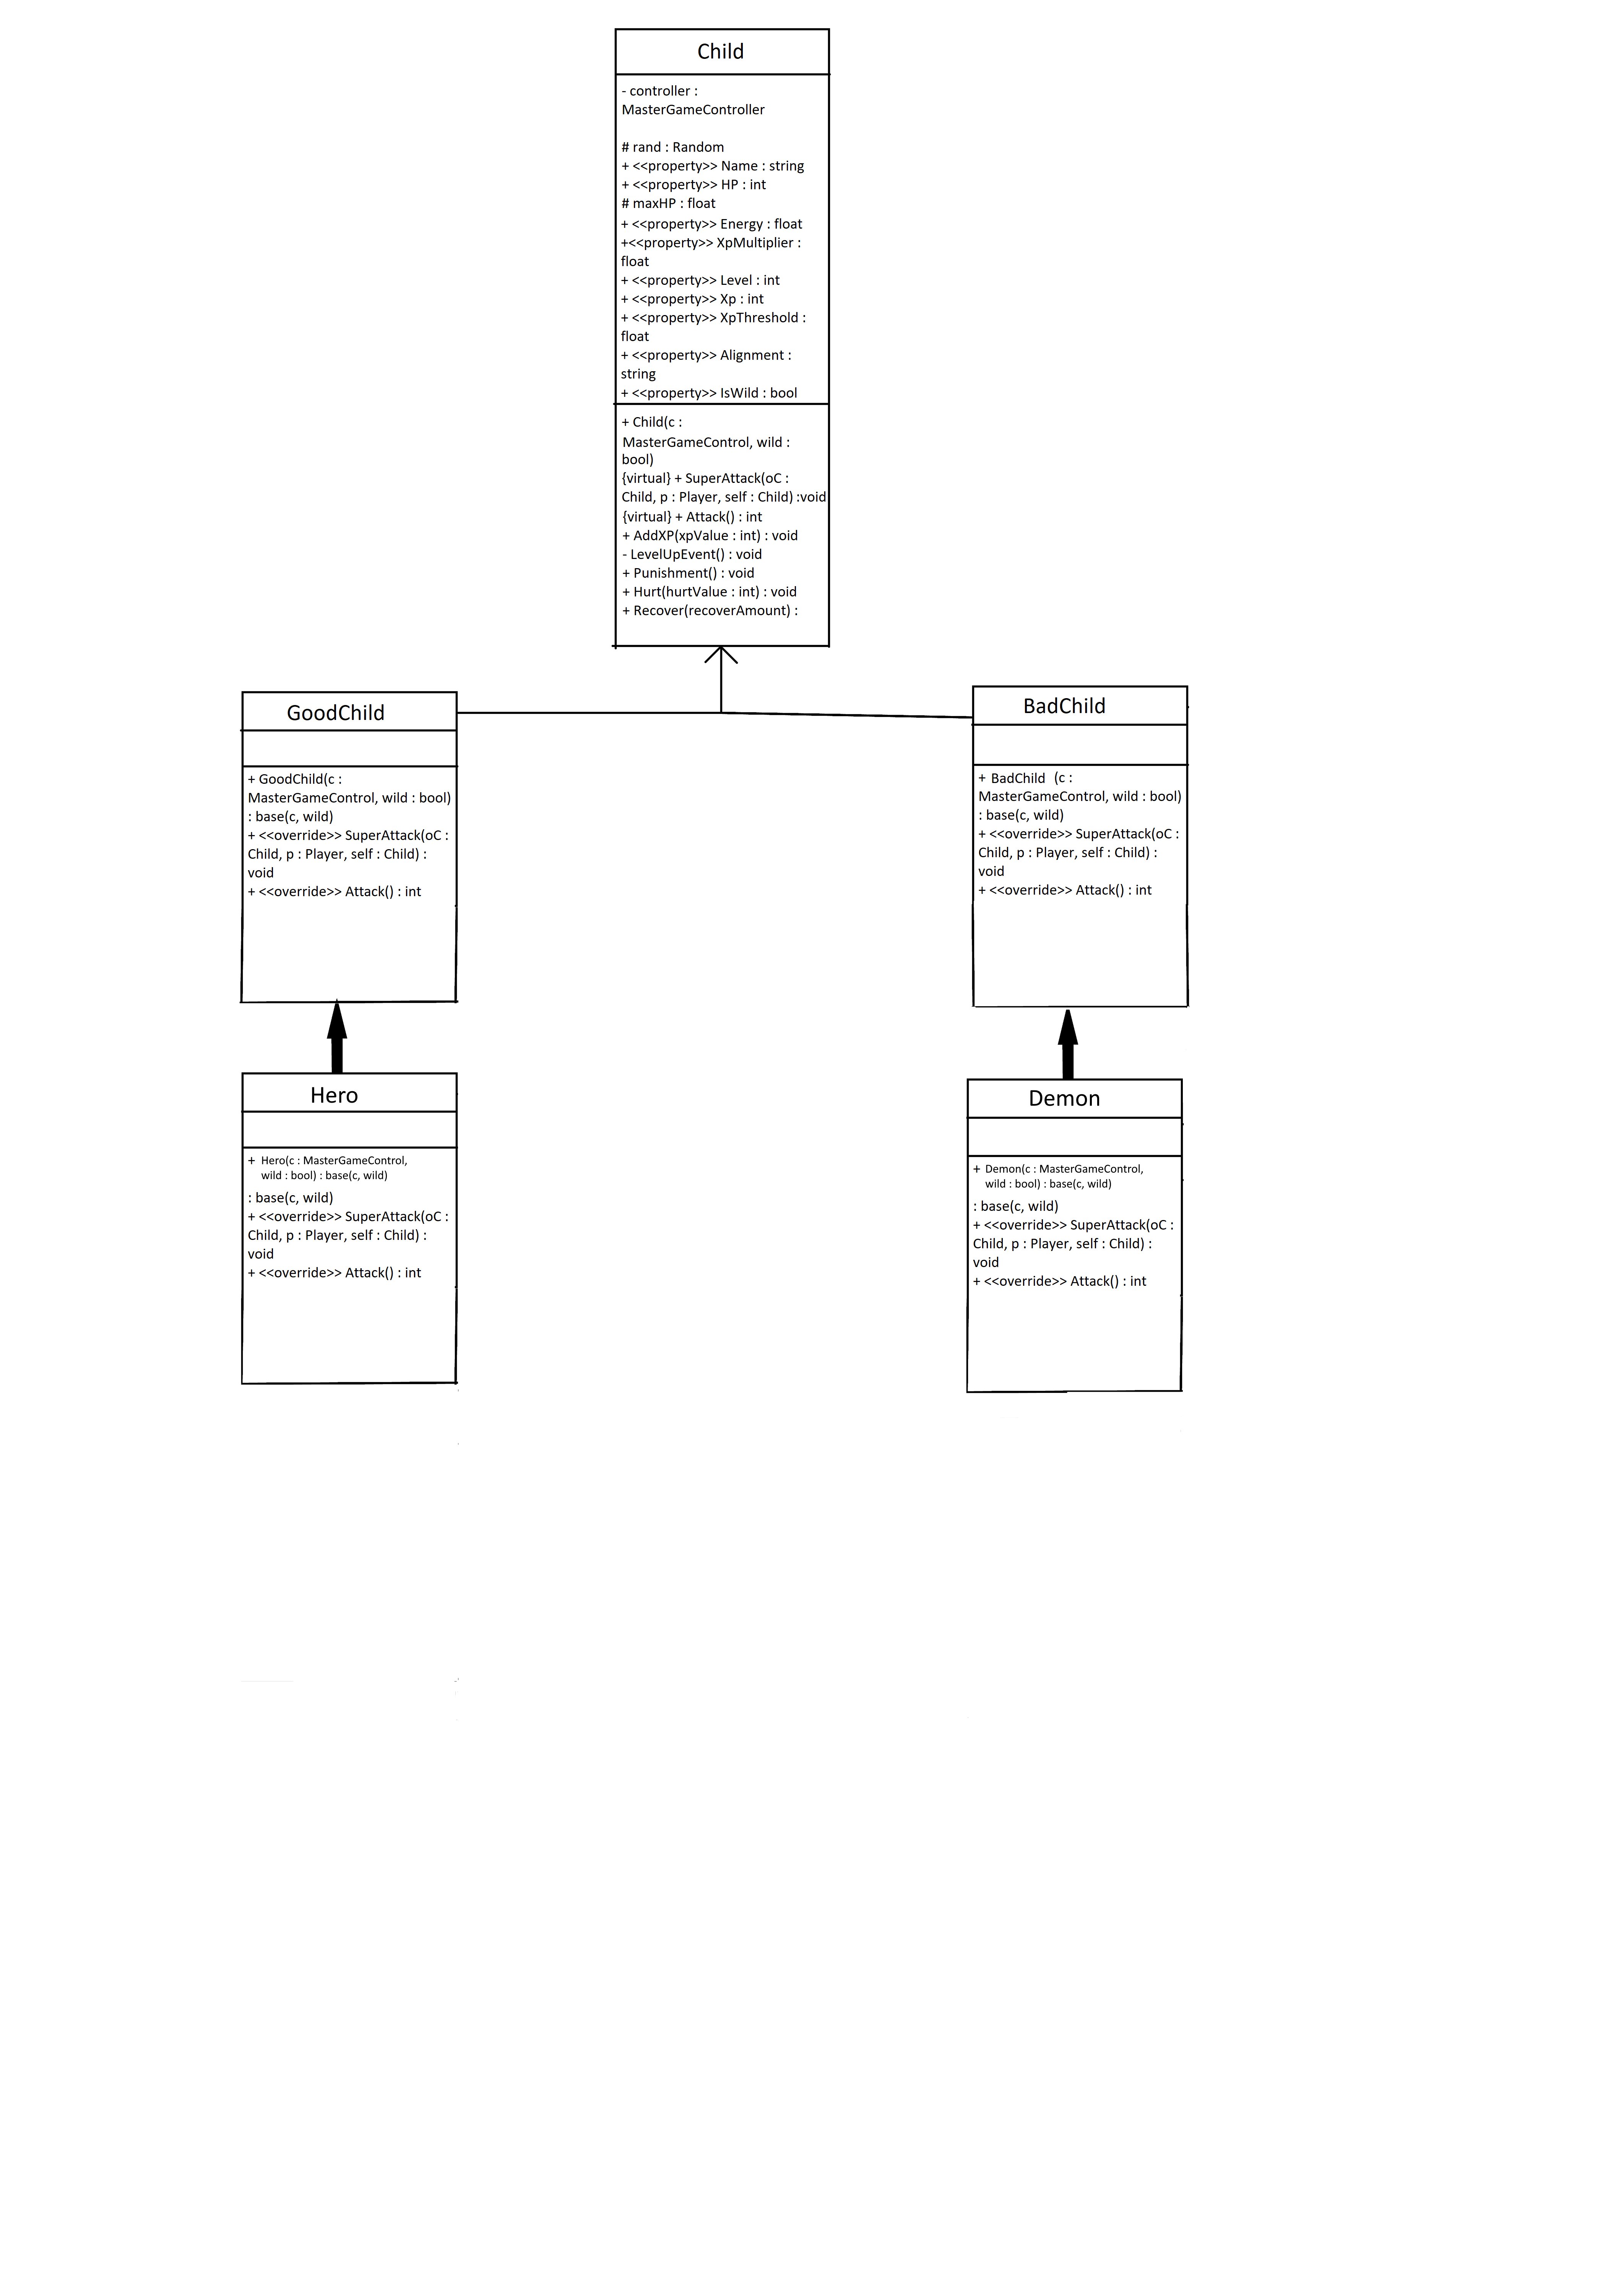 Child
- controller :
MasterGameController
# rand : Random
+ <<property>> Name : string
+ <<property>> HP : int
# maxHP : float
+ <<property>> Energy : float
+<<property>> XpMultiplier :
float
+ <<property>> Level : int
+ <<property>> Xp : int
+ <<property>> XpThreshold :
float
+ <<property>> Alignment :
string
+ <<property>> IsWild : bool
+ Child(c :
MasterGameControl, wild :
bool)
{virtual} + SuperAttack(oC :
Child, p : Player, self : Child) :void
{virtual} + Attack() : int
+ AddXP(xpValue : int) : void
- LevelUpEvent() : void
+ Punishment() : void
+ Hurt(hurtValue : int) : void
+ Recover(recoverAmount) :
GoodChild
+ GoodChild(c :
MasterGameControl, wild : bool)
: base(c, wild)
+ <<override>> SuperAttack(oC :
Child, p : Player, self : Child) :
void
+ <<override>> Attack() : int
BadChild
+ BadChild (c :
MasterGameControl, wild : bool)
: base(c, wild)
+ <<override>> SuperAttack(oC :
Child, p : Player, self : Child) :
void
+ <<override>> Attack() : int
Hero
+ Hero(c : MasterGameControl,
wild : bool) : base(c, wild)
: base(c, wild)
+ <<override>> SuperAttack(oC :
Child, p : Player, self : Child) :
void
+ <<override>> Attack() : int
Demon
+ Demon(c : MasterGameControl,
wild : bool) : base(c, wild)
: base(c, wild)
+ <<override>> SuperAttack(oC :
Child, p : Player, self : Child) :
void
+ <<override>> Attack() : int